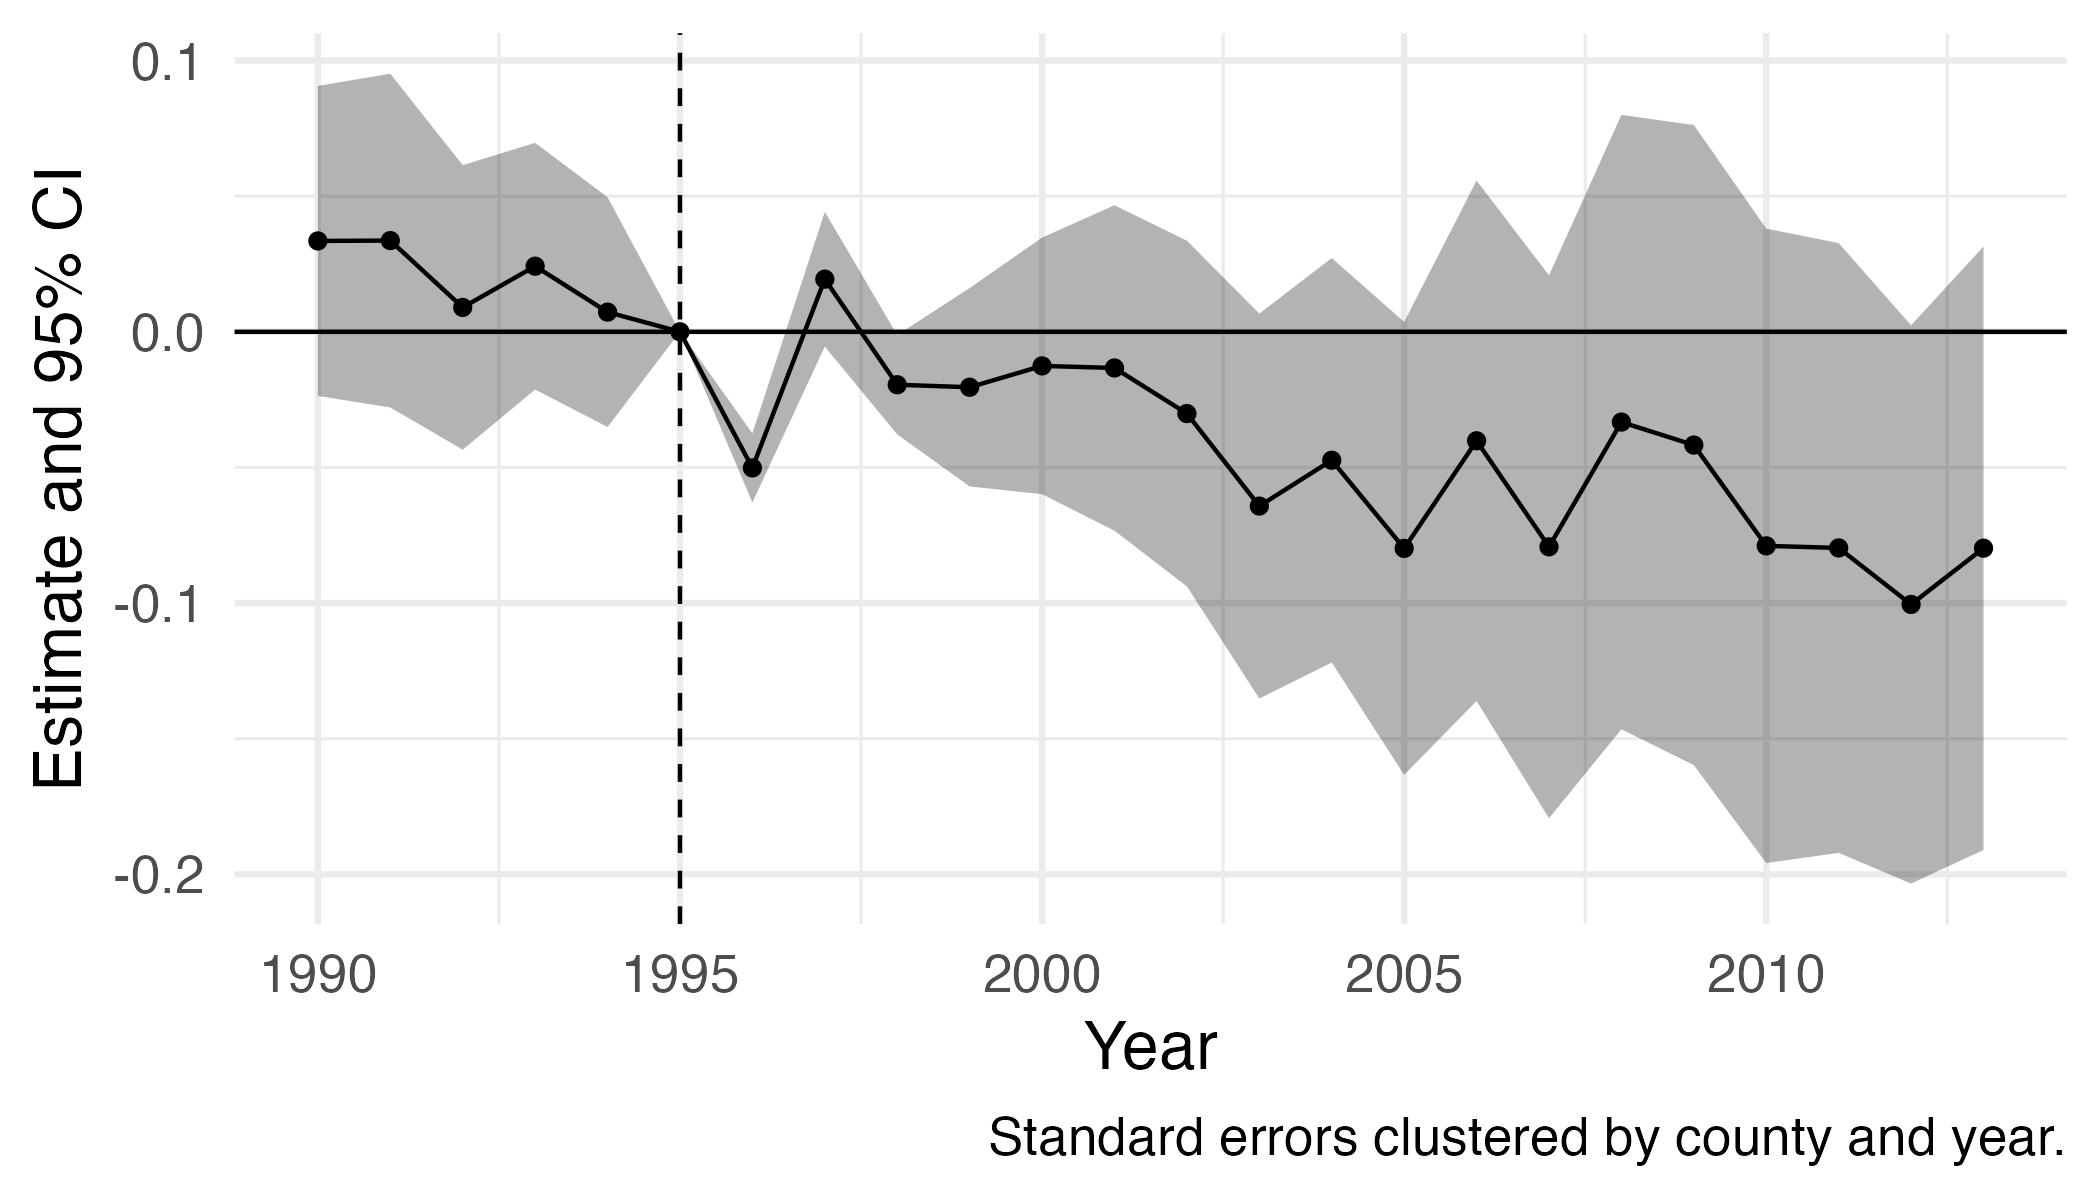 Estimate and 95% CI
0.1
0.0
-0.1
-0.2
1990 1995 2000 2005 2010
Year
Standard errors clustered by county and year.